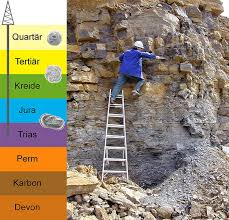 Quartär
Tertiär
Kreide
Jura
Trias
Perm
Karbon
Devon